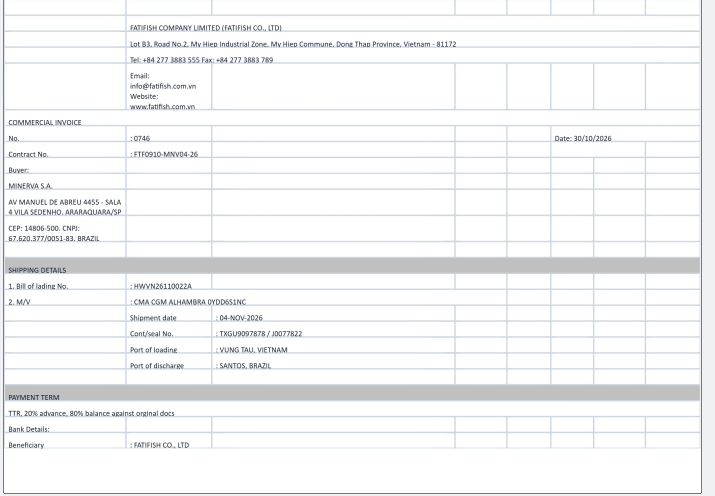 FATIFISH COMPANY LIMITED (FATIFISH CO., LTD)
Lot B3, Road No.2, My Hiep Industrial Zone, My Hiep Commune, Dong Thap Province, Vietnam - 81172
Tel: +84 277 3883 555 Fax: +84 277 3883 789
Email:
info@fatifish.com.vn
Website:
www.fatifish.com.vn
COMMERCIAL INVOICE
No. : 0746 Date: 30/10/2026
Contract No. : FTF0910-MNV04-26
Buyer:
MINERVA S.A.
AV MANUEL DE ABREU 4455 - SALA
4 VILA SEDENHO, ARARAQUARA/SP
CEP: 14806-500. CNPJ:
67.620.377/0051-83. BRAZIL
SHIPPING DETAILS
1. Bill of lading No. : HWVN26110022A
2. M/V : CMA CGM ALHAMBRA 0YDD6S1NC
Shipment date : 04-NOV-2026
Cont/seal No. : TXGU9097878 / J0077822
Port of loading : VUNG TAU, VIETNAM
Port of discharge : SANTOS, BRAZIL
PAYMENT TERM
TTR, 20% advance, 80% balance against orginal docs
Bank Details:
Beneficiary : FATIFISH CO., LTD